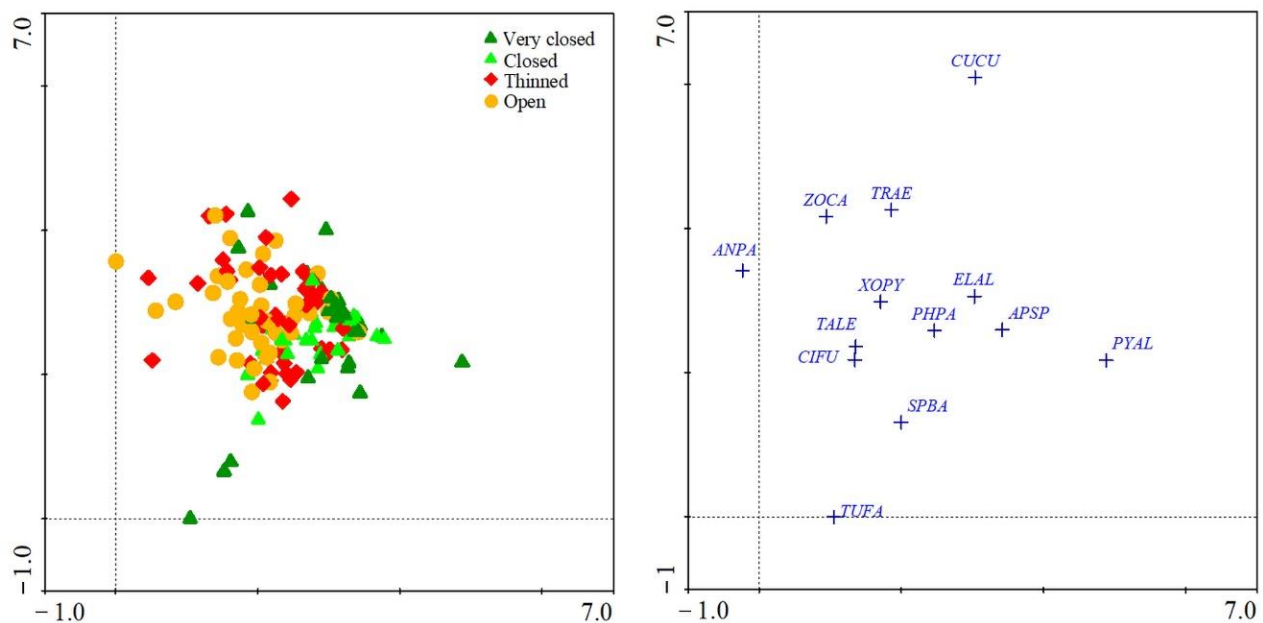 7.0
Very closed
Closed
Thinned
Open
−1.0
−1.0
7.0
7.0
CUCU
ZOCA
TRAE
ANPA
XOPY
ELAL
PHPA
APSP
TALE
CIFU
PYAL
SPBA
TUFA
−1
−1.0
7.0